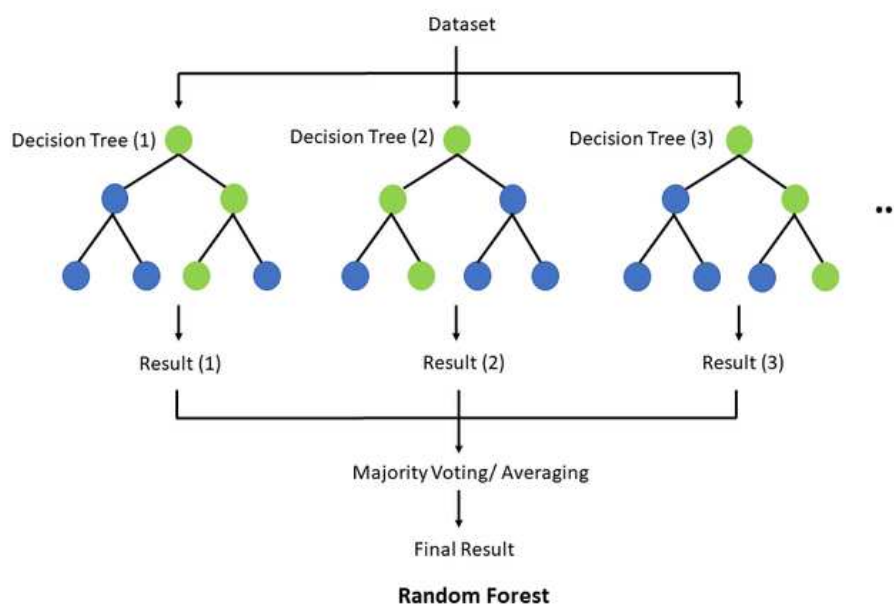 Dataset
Decision Tree (1)
Decision Tree (2)
Decision Tree (3)
..
Result (1)
Result (2)
Result (3)
Majority Voting/ Averaging
Final Result
Random Forest